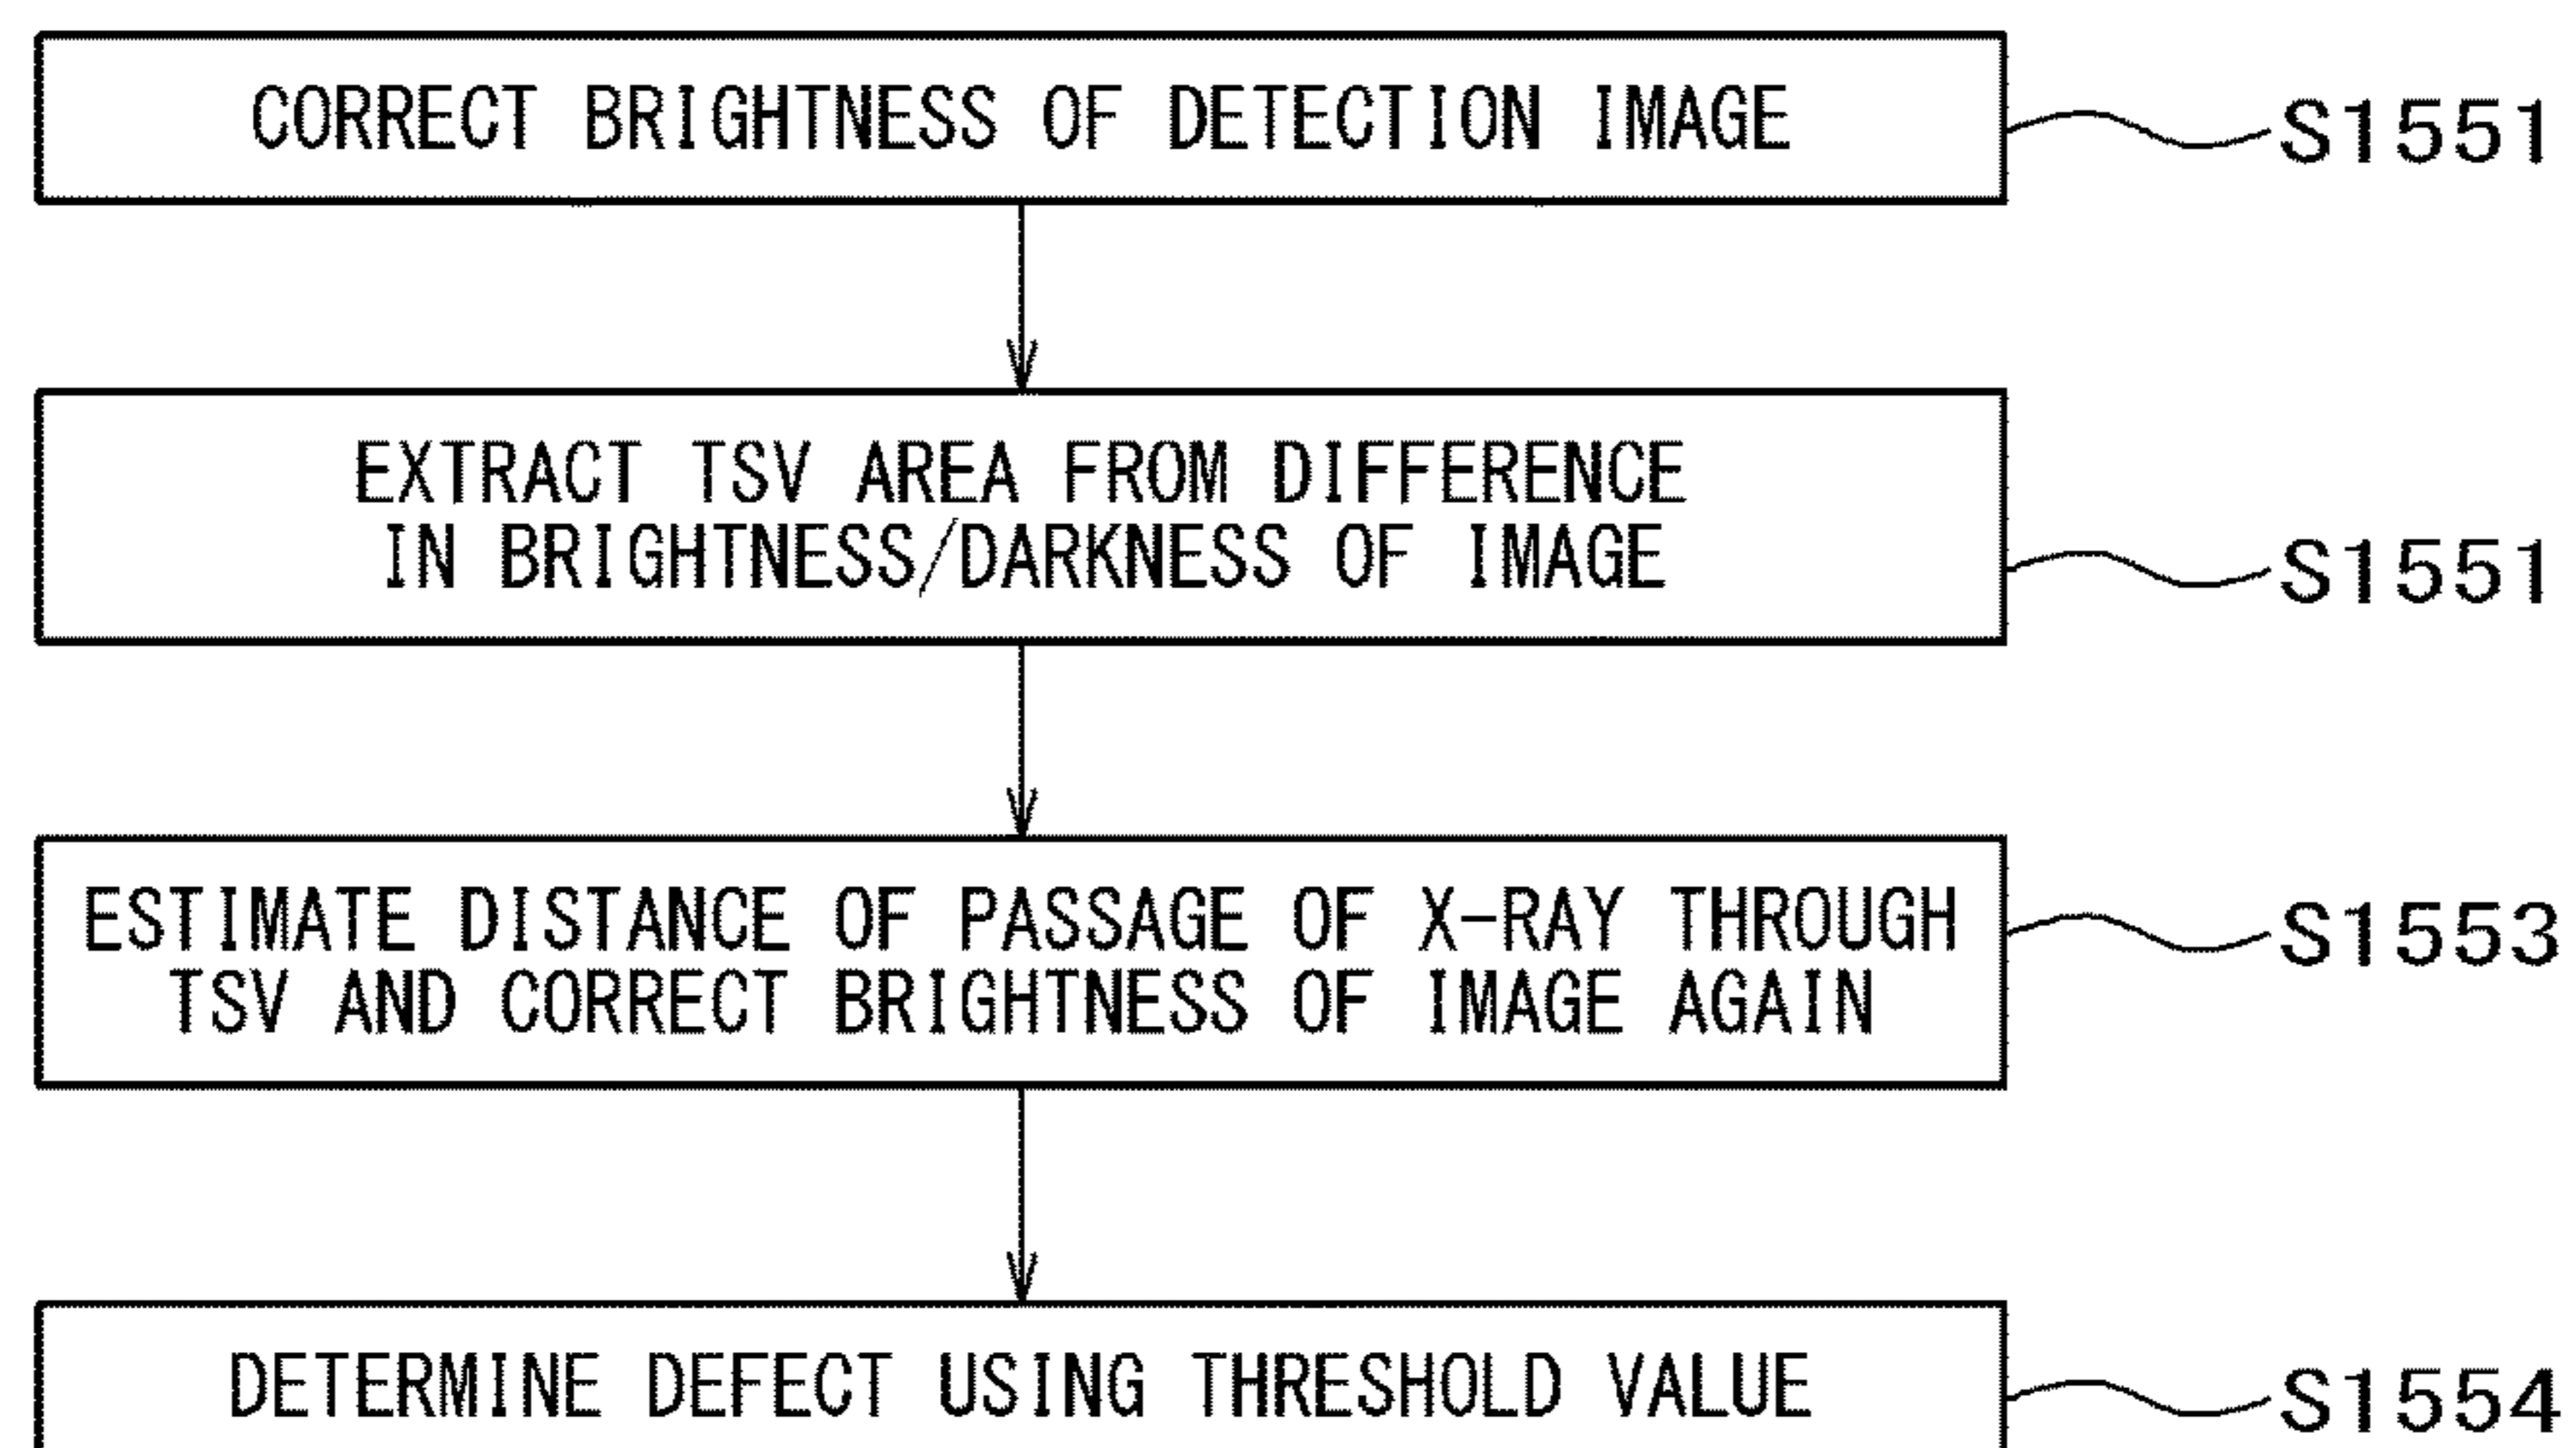 CORRECT BRIGHTNESS OF DETECTION IMAGE
S1551
EXTRACT TSV AREA FROM DIFFERENCE
IN BRIGHTNESS/DARKNESS OF IMAGE
S1551
ESTIMATE DISTANCE OF PASSAGE OF X-RAY THROUGH
TSV AND CORRECT BRIGHTNESS OF IMAGE AGAIN
S1553
DETERMINE DEFECT USING THRESHOLD VALUE
S1554